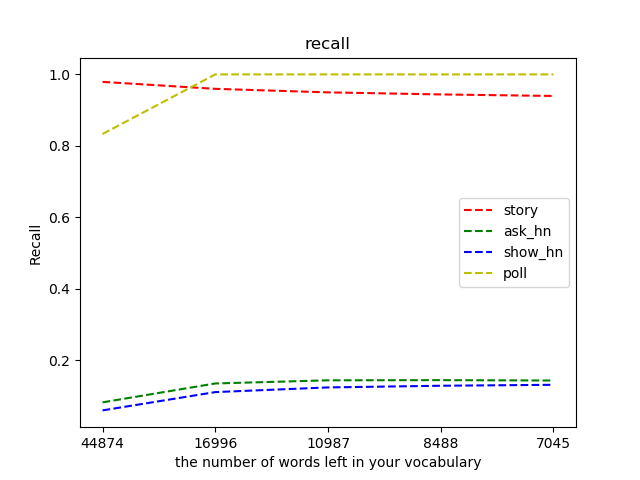 recall
1.0
0.8
0.6
0.4
0.2
Recall
story
ask_hn
show_hn
poll
44874 16996 10987 8488 7045
the number of words left in your vocabulary